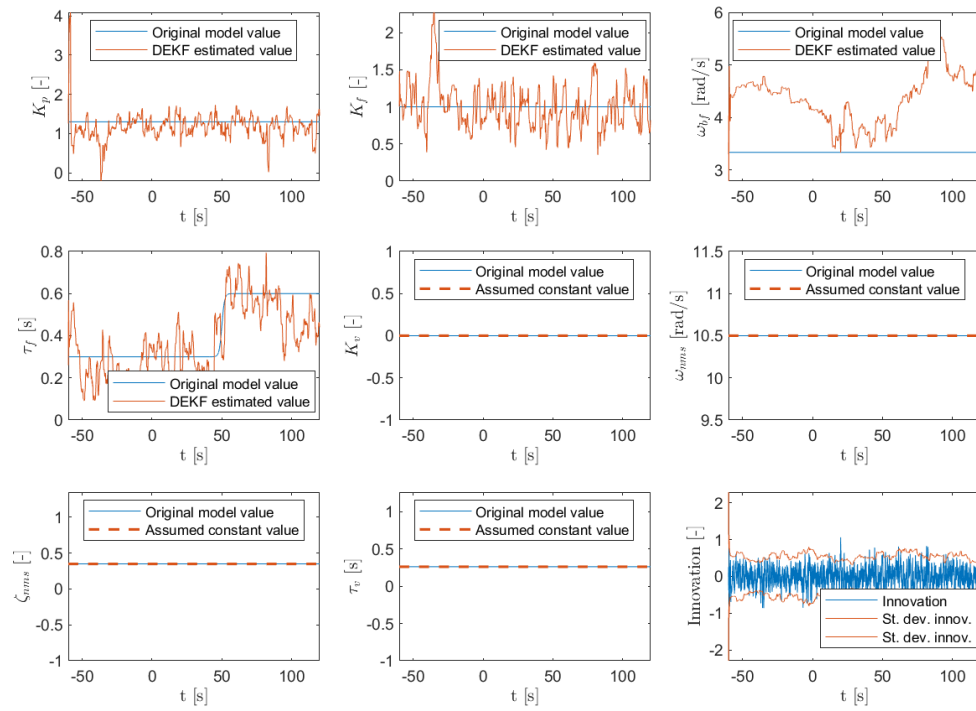 4
3
2
1
0
K_p [-]
Original model value
DEKF estimated value
-50
0
50
100
t [s]
2
1.5
1
0.5
0
K_f [-]
Original model value
DEKF estimated value
-50
0
50
100
t [s]
6
5
4
3
ω_bf [rad/s]
Original model value
DEKF estimated value
-50
0
50
100
t [s]
0.8
0.6
0.4
0.2
0
τ_f [s]
Original model value
DEKF estimated value
-50
0
50
100
t [s]
1
0.5
0
-0.5
-1
K_v [-]
Original model value
Assumed constant value
-50
0
50
100
t [s]
11.5
11
10.5
10
9.5
ω_nms [rad/s]
Original model value
Assumed constant value
-50
0
50
100
t [s]
1
0.5
0
-0.5
-1
ζ_nms [-]
Original model value
Assumed constant value
-50
0
50
100
t [s]
1
0.5
0
-0.5
-1
τ_v [s]
Original model value
Assumed constant value
-50
0
50
100
t [s]
2
1
0
-1
-2
Innovation [-]
Innovation
St. dev. innov.
St. dev. innov.
-50
0
50
100
t [s]